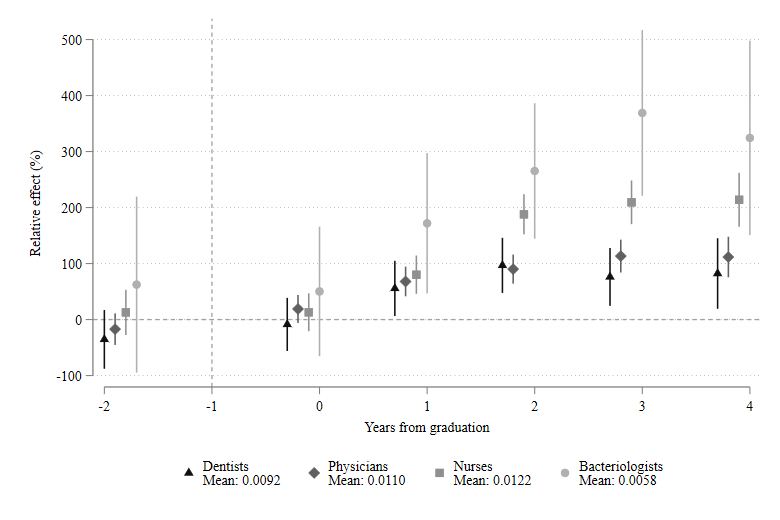 500
400
300
200
100
0
-100
Relative effect (%)
-2 -1 0 1 2 3 4
Years from graduation
Dentists Physicians Nurses Bacteriologists
Mean: 0.0092 Mean: 0.0110 Mean: 0.0122 Mean: 0.0058